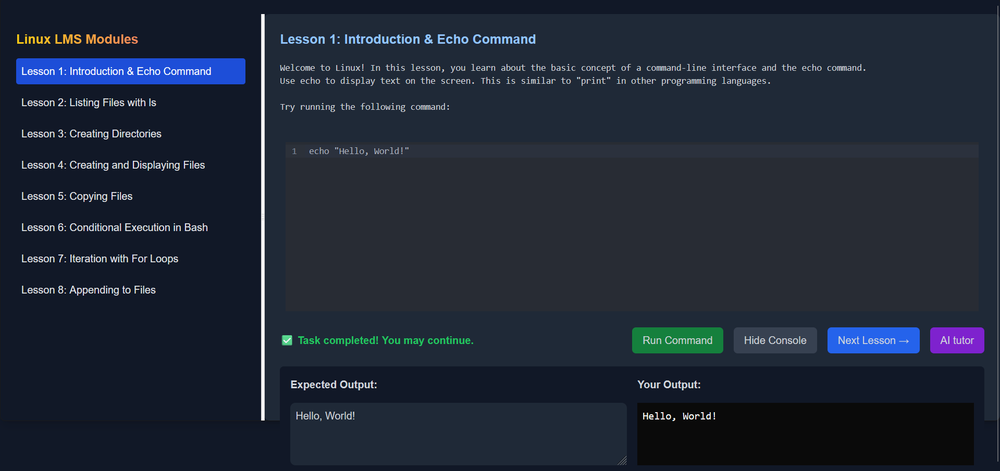 Linux LMS Modules
Lesson 1: Introduction & Echo Command
Lesson 2: Listing Files with ls
Lesson 3: Creating Directories
Lesson 4: Creating and Displaying Files
Lesson 5: Copying Files
Lesson 6: Conditional Execution in Bash
Lesson 7: Iteration with For Loops
Lesson 8: Appending to Files
Lesson 1: Introduction & Echo Command
Welcome to Linux! In this lesson, you learn about the basic concept of a command-line interface and the echo command.
Use echo to display text on the screen. This is similar to "print" in other programming languages.
Try running the following command:
1 echo "Hello, World!"
✅ Task completed! You may continue.
Run Command
Hide Console
Next Lesson →
AI tutor
Expected Output:
Hello, World!
Your Output:
Hello, World!